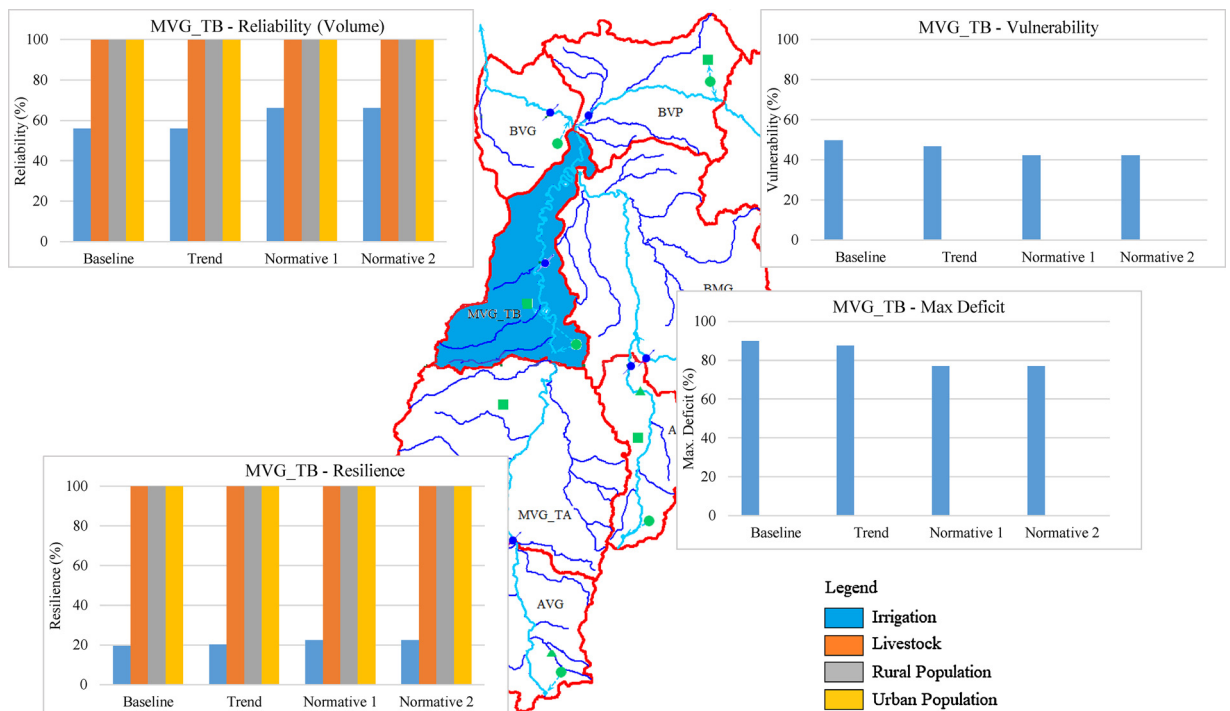 MVG_TB - Reliability (Volume)
Reliability (%)
100
80
60
40
20
0
Baseline Trend Normative 1 Normative 2
MVG_TB - Vulnerability
Vulnerability (%)
100
80
60
40
20
0
Baseline Trend Normative 1 Normative 2
BVG
BVP
BMG
MVG_TB
MVG_TB - Max Deficit
Max. Deficit (%)
100
80
60
40
20
0
Baseline Trend Normative 1 Normative 2
A
MVG_TA
AVG
MVG_TB - Resilience
Resilience (%)
100
80
60
40
20
0
Baseline Trend Normative 1 Normative 2
Legend
Irrigation
Livestock
Rural Population
Urban Population